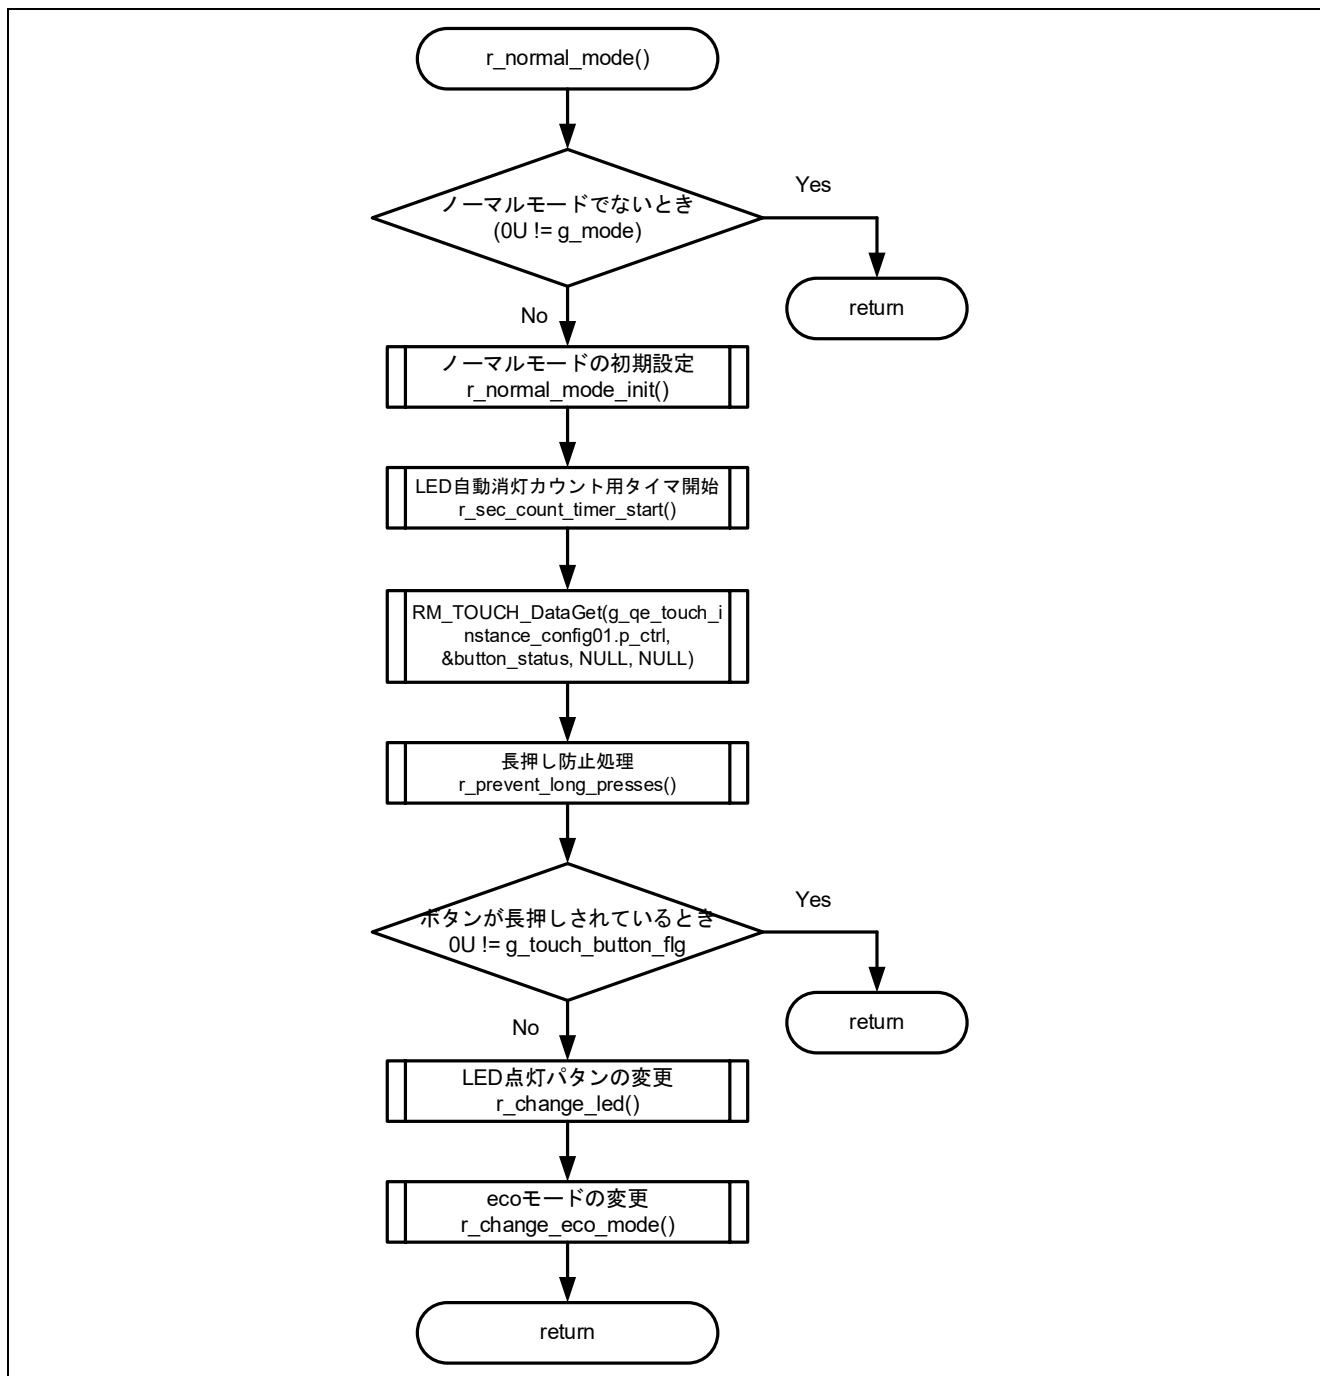 r_normal_mode()
ノーマルモードでないとき
(0U != g_mode)
Yes
return
No
ノーマルモードの初期設定
r_normal_mode_init()
LED自動消灯カウント用タイマ開始
r_sec_count_timer_start()
RM_TOUCH_DataGet(g_qe_touch_i
nstance_config01.p_ctrl,
&button_status, NULL, NULL)
長押し防止処理
r_prevent_long_presses()
ボタンが長押しされているとき
0U != g_touch_button_flg
Yes
return
No
LED点灯パタンの変更
r_change_led()
ecoモードの変更
r_change_eco_mode()
return